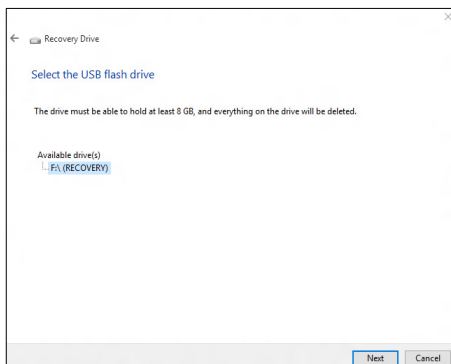 Recovery Drive
Select the USB flash drive
The drive must be able to hold at least 8 GB, and everything on the drive will be deleted.
Available drive(s)
F:\ (RECOVERY)
Next Cancel